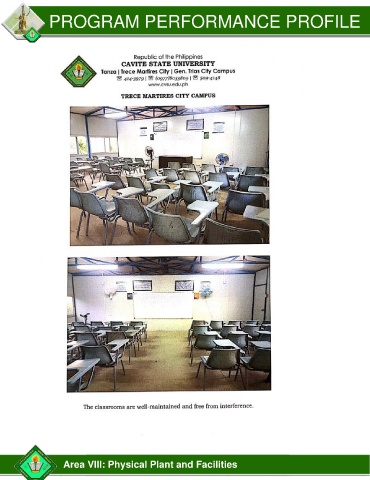 PROGRAM PERFORMANCE PROFILE
Republic of the Philippines
CAVITE STATE UNIVERSITY
Tanza | Trece Martires City | Gen. Trias City Campus
www.cvsu.edu.ph
TRECE MARTIRES CITY CAMPUS
The classrooms are well-maintained and free from interference.
Area VIII: Physical Plant and Facilities